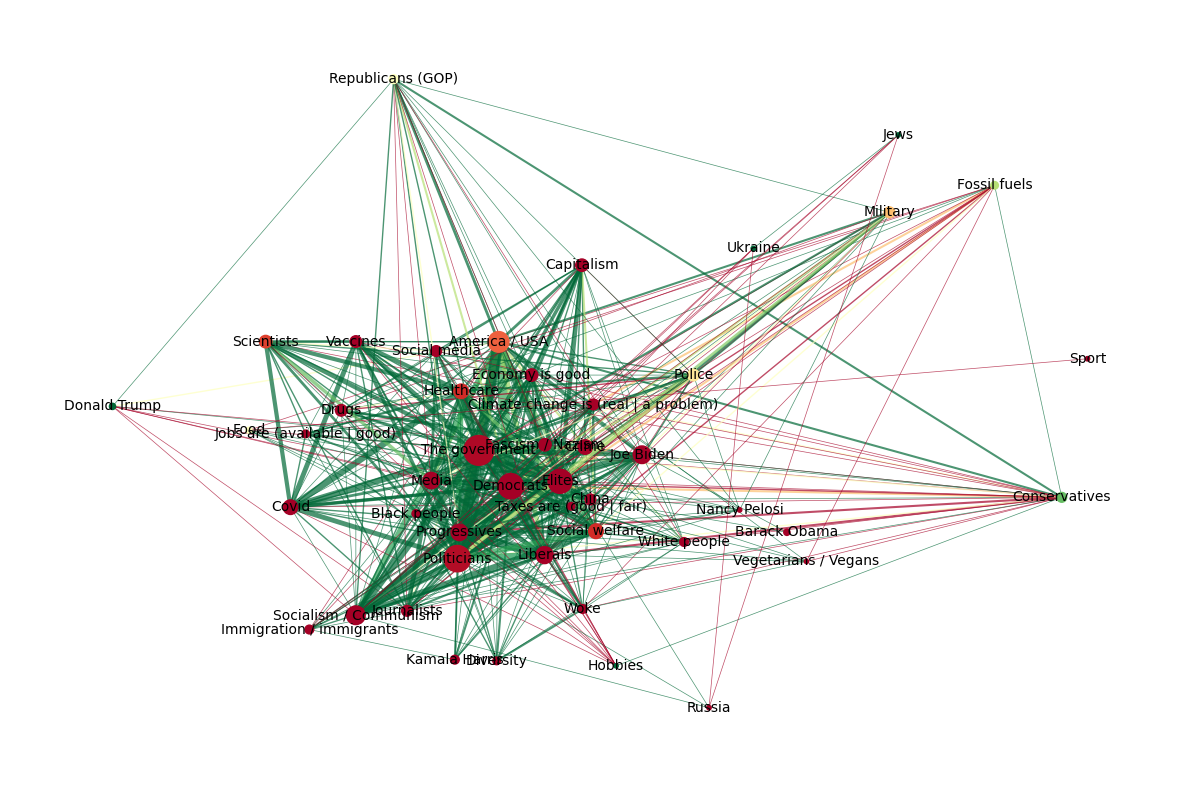 Republicans (GOP)
Jews
Fossil fuels
Military
Ukraine
Capitalism
Scientists
Vaccines
America / USA
Social media
Sport
Economy is good
Police
Healthcare
Donald Trump
Climate change is (real | a problem)
Drugs
Food
Jobs are (available | good)
Fascism / Nazism
The government
Joe Biden
Media
Elites
Democrats
Conservatives
China
Covid
Taxes are (good | fair)
Nancy Pelosi
Black people
Progressives
Social welfare
Barack Obama
White people
Liberals
Politicians
Vegetarians / Vegans
Woke
Journalists
Socialism / Communism
Immigration / Immigrants
Kamala Harris
Diversity
Hobbies
Russia